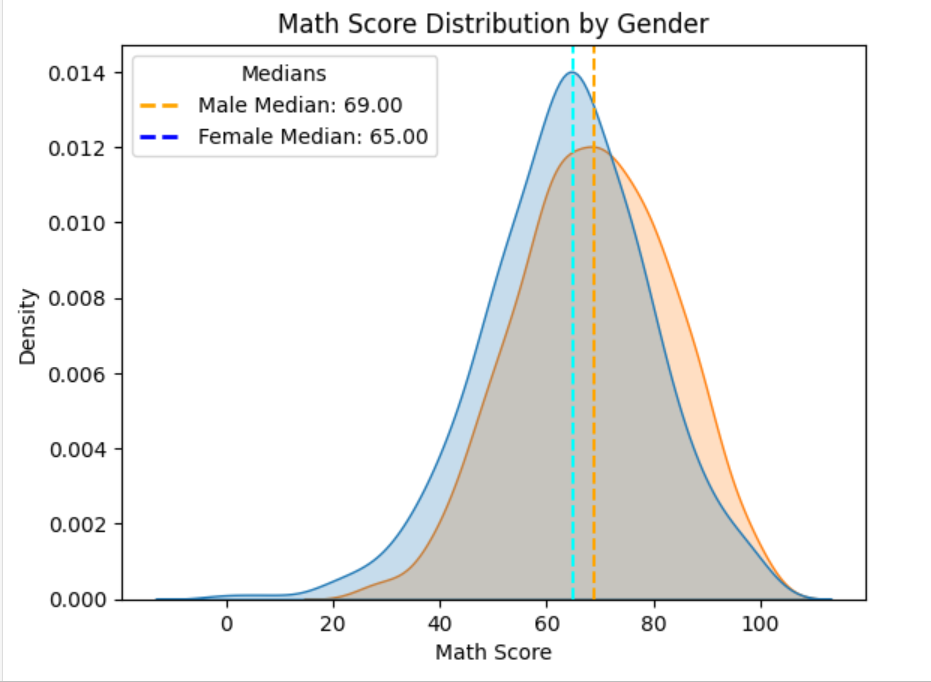 Math Score Distribution by Gender
Medians
Male Median: 69.00
Female Median: 65.00
0.014
0.012
0.010
0.008
0.006
0.004
0.002
0.000
Density
0 20 40 60 80 100
Math Score